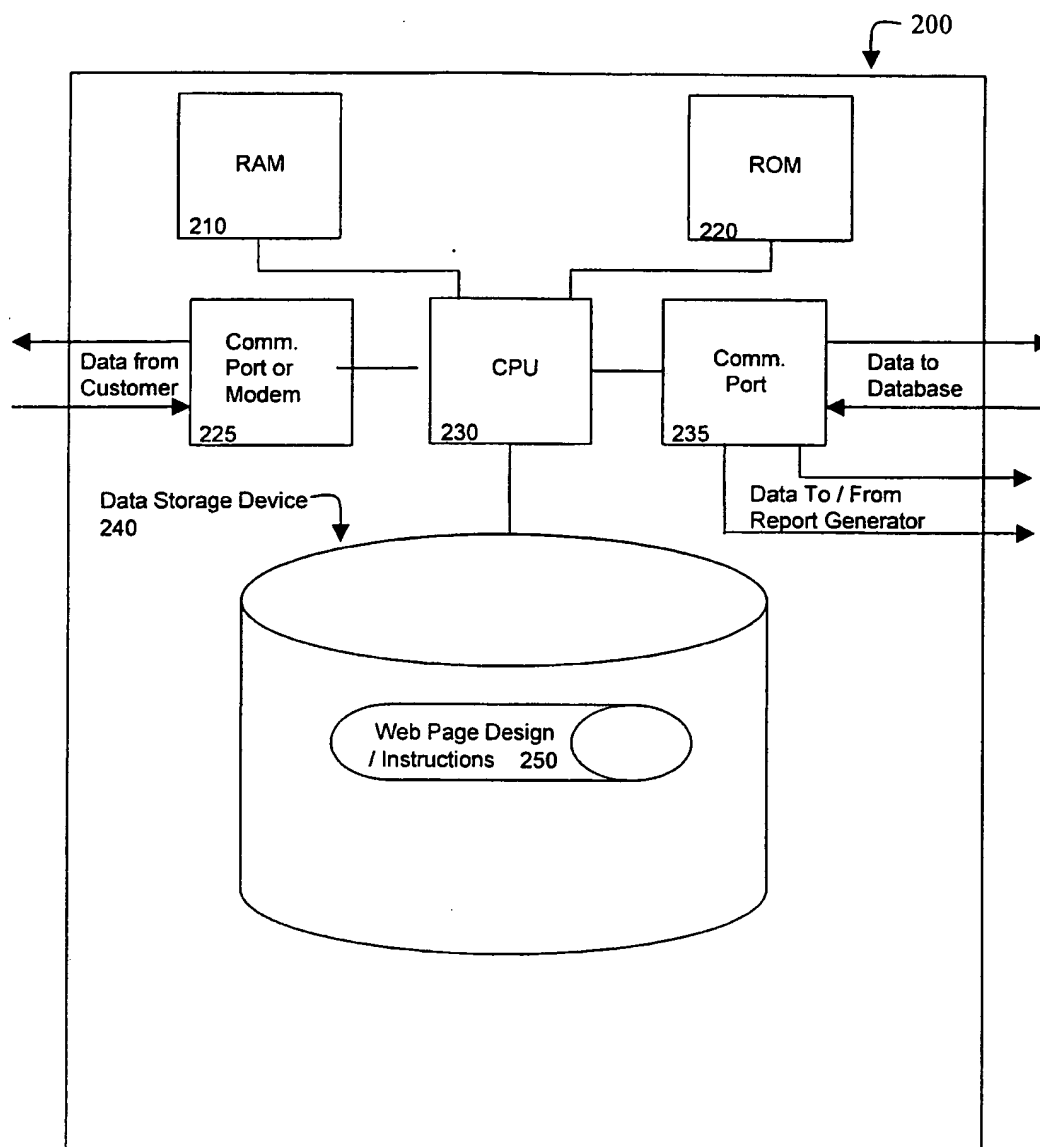 200
RAM
210
ROM
220
Comm.
Port or
Modem
225
CPU
230
Comm.
Port
235
Data from
Customer
Data to
Database
Data To / From
Report Generator
Data Storage Device
240
Web Page Design
/ Instructions 250